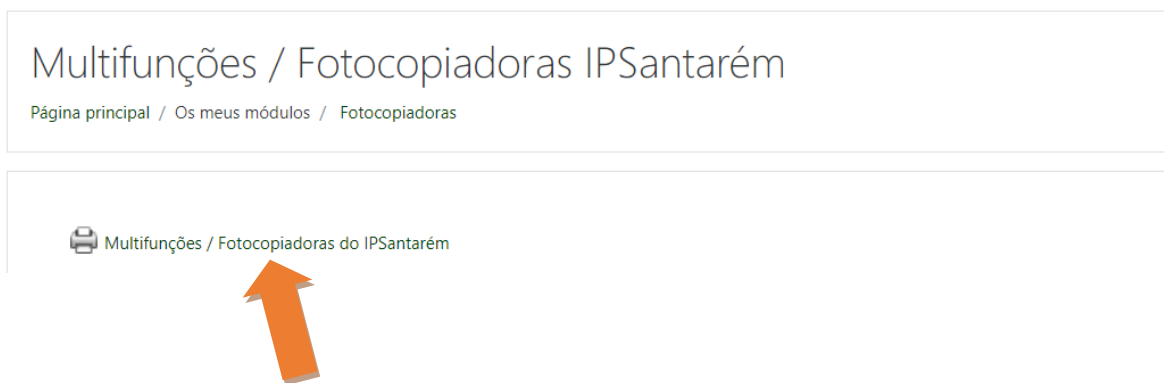 Multifunções / Fotocopiadoras IPSantarém
Página principal / Os meus módulos / Fotocopiadoras
Multifunções / Fotocopiadoras do IPSantarém